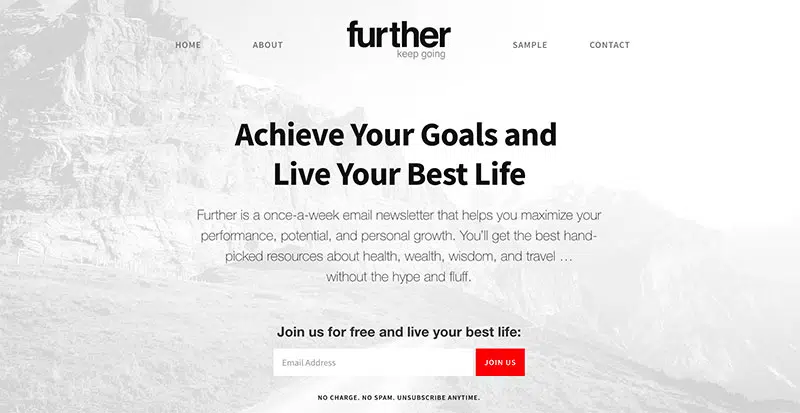 HOME ABOUT further SAMPLE CONTACT
keep going
Achieve Your Goals and
Live Your Best Life
Further is a once-a-week email newsletter that helps you maximize your
performance, potential, and personal growth. You’ll get the best hand-
picked resources about health, wealth, wisdom, and travel …
without the hype and fluff.
Join us for free and live your best life:
Email Address JOIN US
NO CHARGE. NO SPAM. UNSUBSCRIBE ANYTIME.